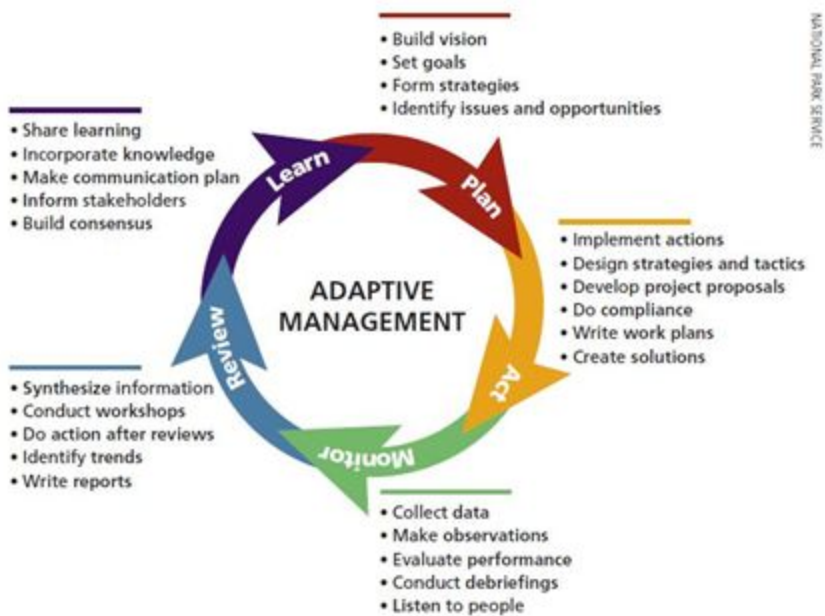 • Build vision
• Set goals
• Form strategies
• Identify issues and opportunities
NATIONAL PARK SERVICE
• Share learning
• Incorporate knowledge
• Make communication plan
• Inform stakeholders
• Build consensus
Learn
Plan
• Implement actions
• Design strategies and tactics
• Develop project proposals
• Do compliance
• Write work plans
• Create solutions
ADAPTIVE
MANAGEMENT
Review
Act
• Synthesize information
• Conduct workshops
• Do action after reviews
• Identify trends
• Write reports
Monitor
• Collect data
• Make observations
• Evaluate performance
• Conduct debriefings
• Listen to people